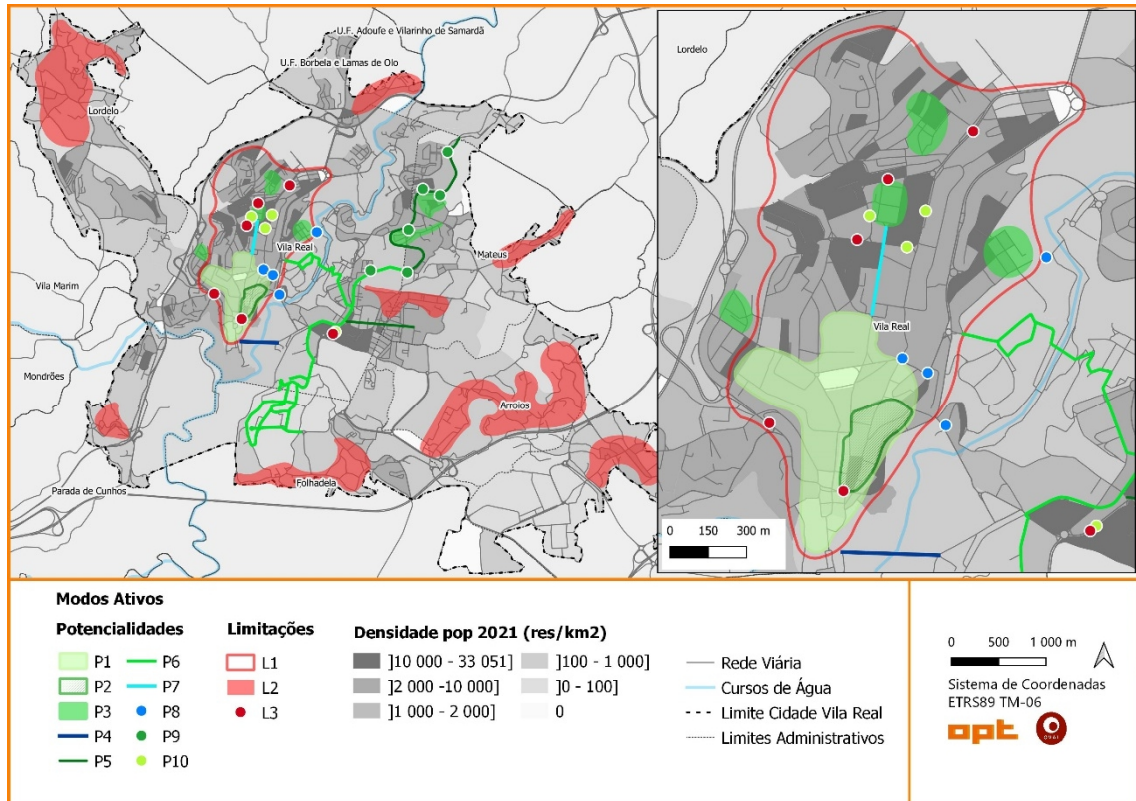 U.F. Adoufe e Vilarinho de Samardã
U.F. Borbela e Lamas de Olo
Lordelo
Vila Real
Mateus
Vila Marim
Mondrões
Arroios
Folhadela
Parada de Cunhos
Lordelo
Vila Real
0 150 300 m
Modos Ativos
Potencialidades
P1
P2
P3
P4
P5
P6
P7
P8
P9
P10
Limitações
L1
L2
L3
Densidade pop 2021 (res/km2)
]10 000 - 33 051]
]2 000 -10 000]
]1 000 - 2 000]
]100 - 1 000]
]0 - 100]
0
Rede Viária
Cursos de Água
Limite Cidade Vila Real
Limites Administrativos
0 500 1 000 m
Sistema de Coordenadas
ETRS89 TM-06
opt